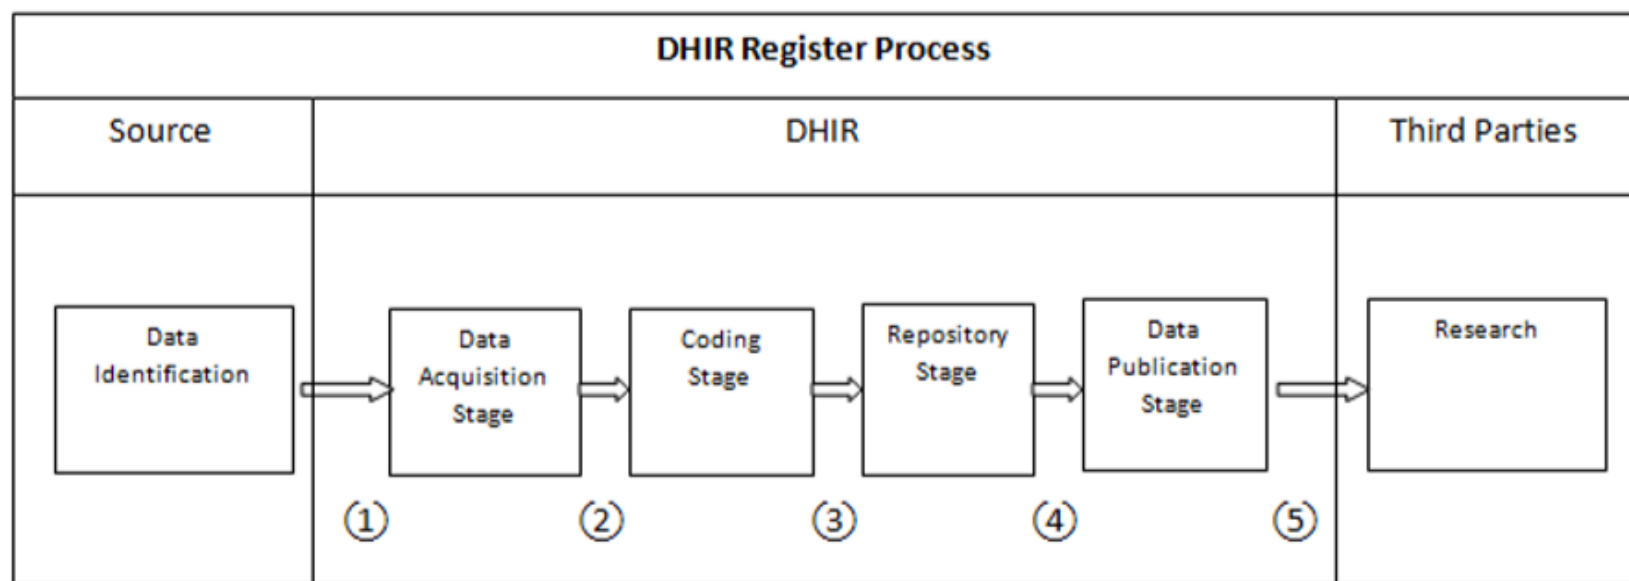 DHIR Register Process
Source
DHIR
Third Parties
Data
Identification
Data
Acquisition
Stage
Coding
Stage
Repository
Stage
Data
Publication
Stage
Research
①
②
③
④
⑤